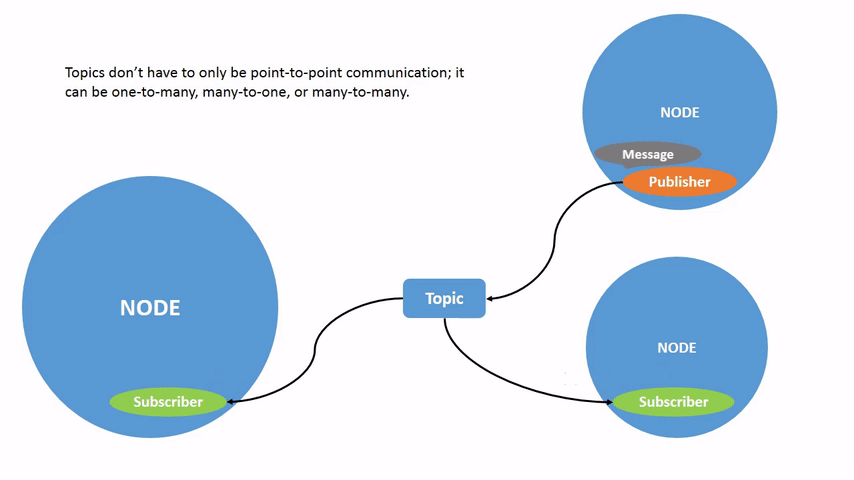 Topics don’t have to only be point-to-point communication; it
can be one-to-many, many-to-one, or many-to-many.
NODE
Message
Publisher
Topic
NODE
Subscriber
NODE
Subscriber